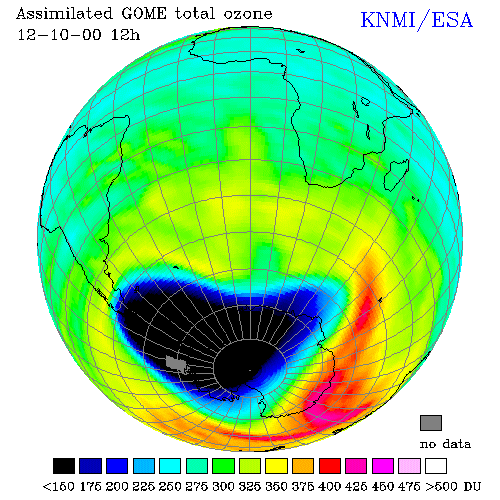 Assimilated GOME total ozone
KNMI/ESA
12-10-00 12h
no data
<150 175 200 225 250 275 300 325 350 375 400 425 450 475 >500 DU